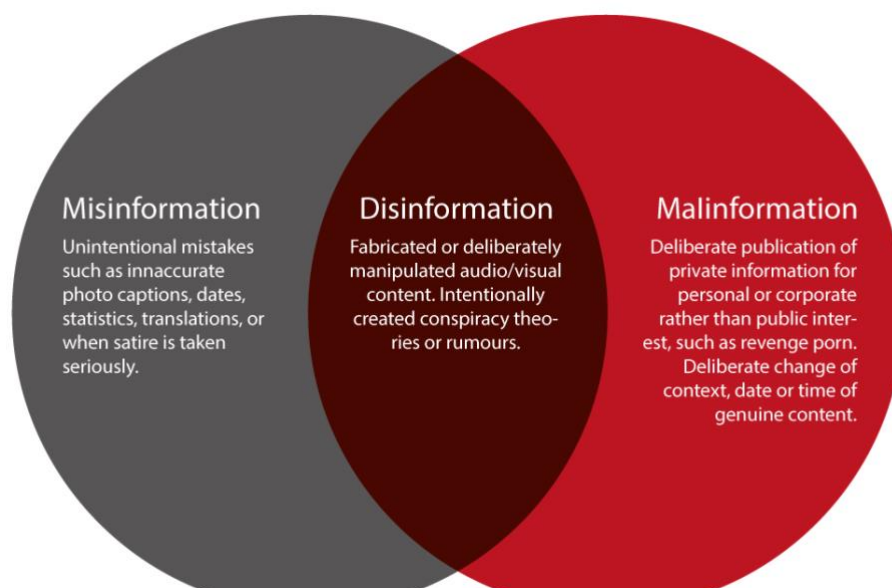 Misinformation
Unintentional mistakes
such as innaccurate
photo captions, dates,
statistics, translations, or
when satire is taken
seriously.
Disinformation
Fabricated or deliberately
manipulated audio/visual
content. Intentionally
created conspiracy theo-
ries or rumours.
Malinformation
Deliberate publication of
private information for
personal or corporate
rather than public inter-
est, such as revenge porn.
Deliberate change of
context, date or time of
genuine content.